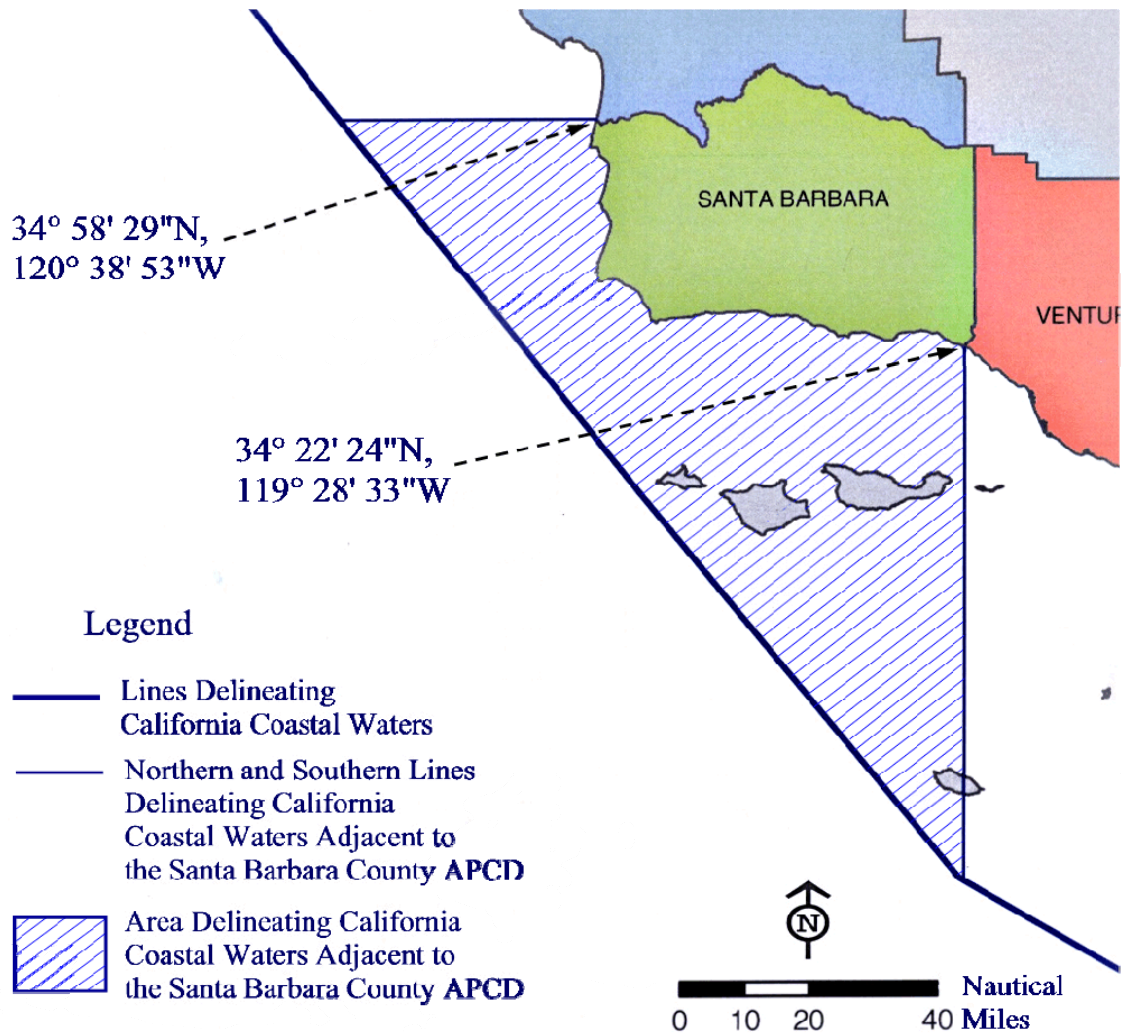 SANTA BARBARA
34° 58' 29"N,
120° 38' 53"W
VENTUR
34° 22' 24"N,
119° 28' 33"W
Legend
Lines Delineating
California Coastal Waters
Northern and Southern Lines
Delineating California
Coastal Waters Adjacent to
the Santa Barbara County APCD
Area Delineating California
Coastal Waters Adjacent to
the Santa Barbara County APCD
N
Nautical
Miles
0 10 20 40